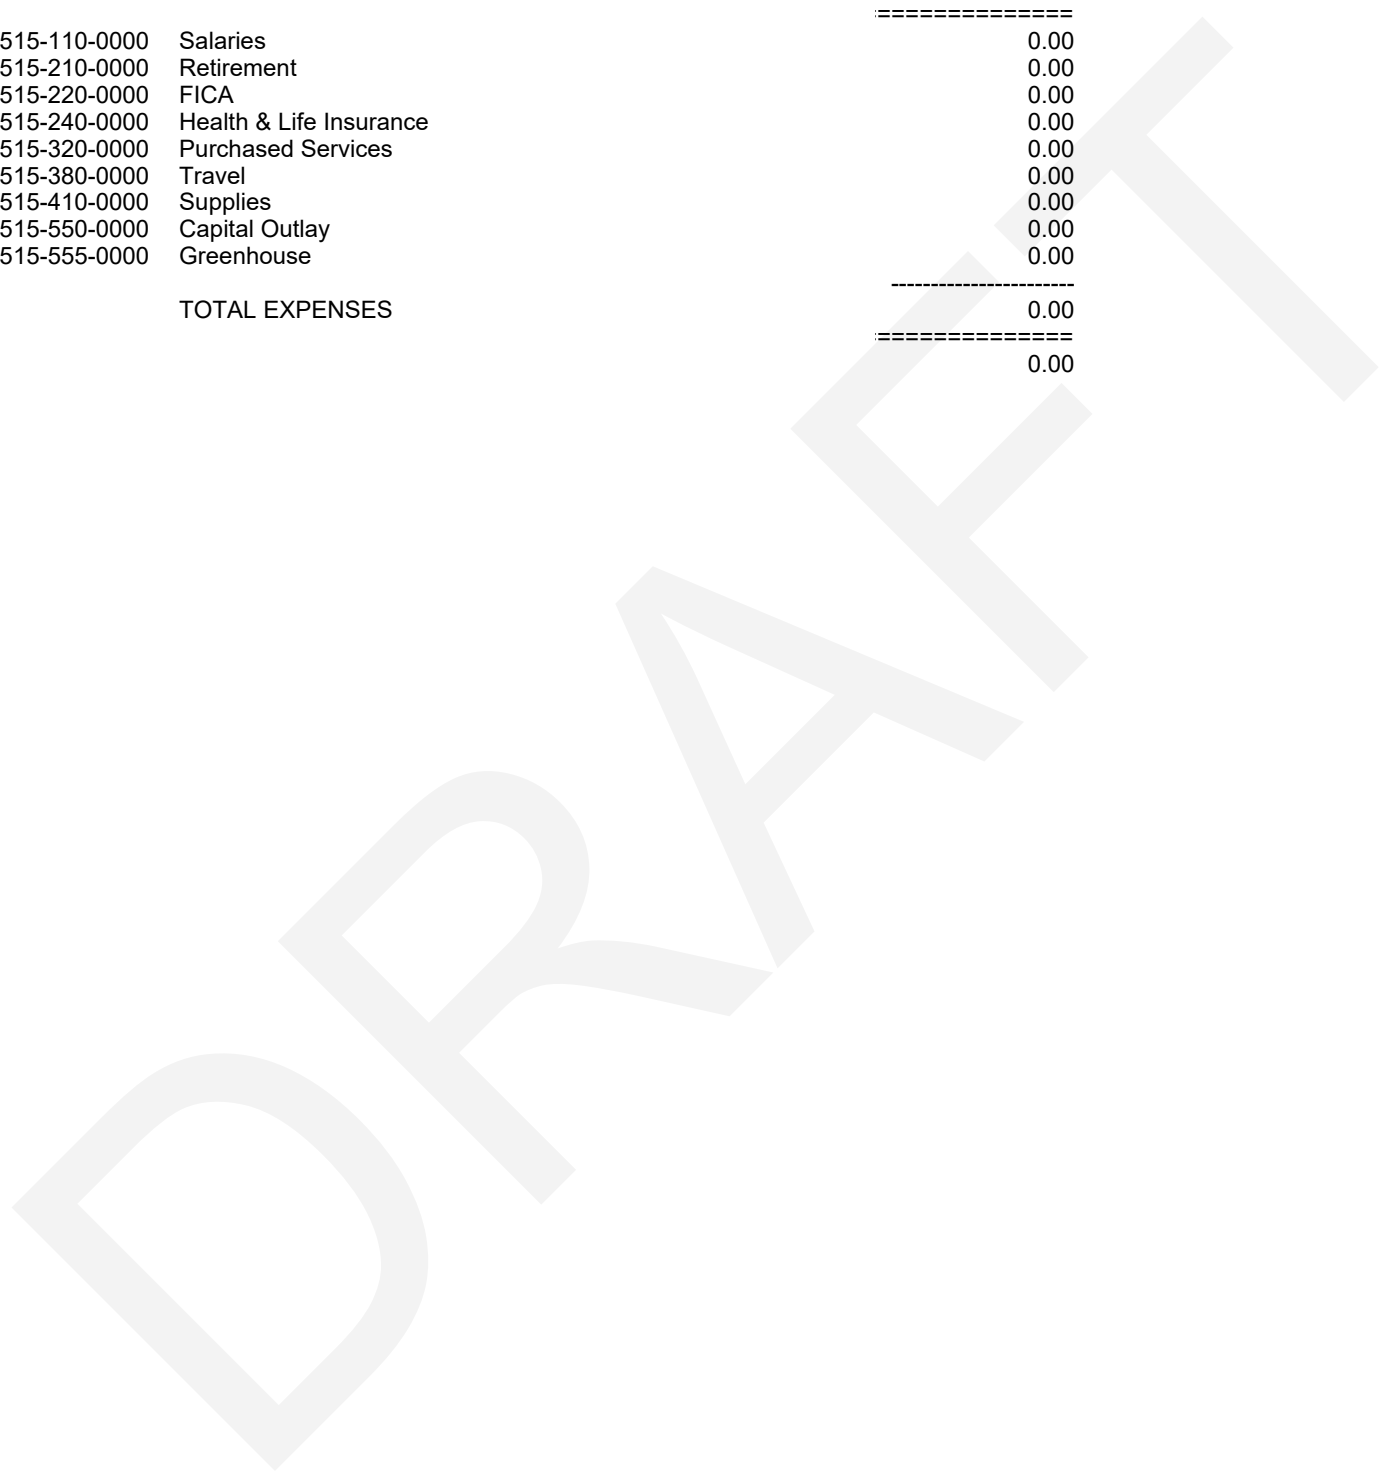 ==============
515-110-0000 Salaries 0.00
515-210-0000 Retirement 0.00
515-220-0000 FICA 0.00
515-240-0000 Health & Life Insurance 0.00
515-320-0000 Purchased Services 0.00
515-380-0000 Travel 0.00
515-410-0000 Supplies 0.00
515-550-0000 Capital Outlay 0.00
515-555-0000 Greenhouse 0.00
-----------------------
TOTAL EXPENSES 0.00
==============
0.00
DRAFT